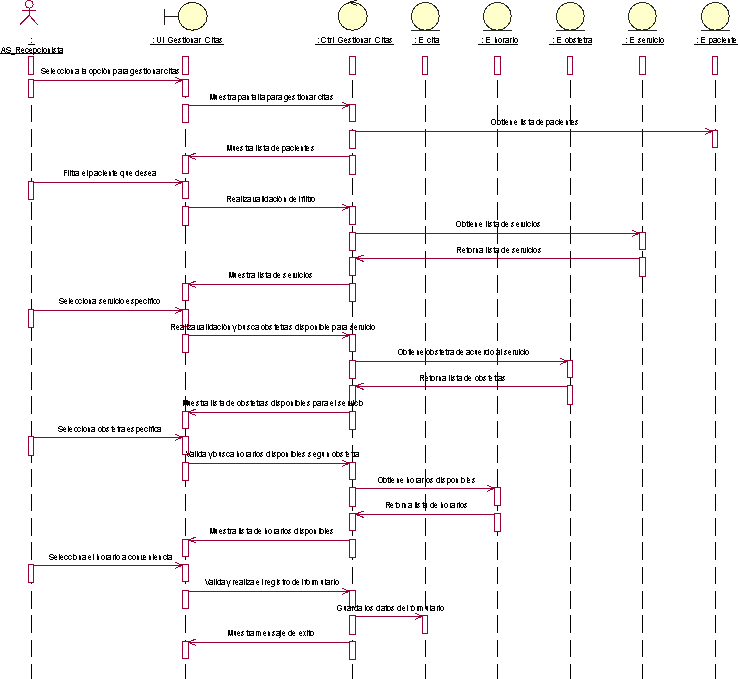 :
AS_Recepcionista
: UI Gestionar Citas
:Ctrl Gestionar Citas
: E cita
: E horario
: E obstetra
: E servicio
: E paciente
Selecciona la opción para gestionar citas
Muestra pantalla para gestionar citas
Obtiene lista de pacientes
Muestra lista de pacientes
Filtra el paciente que desea
Realiza validación del filtro
Obtiene lista de servicios
Retorna lista de servicios
Muestra lista de servicios
Selecciona servicio especifico
Realiza validación y busca obstetras disponible para servicio
Obtiene obstetra de acuerdo al servicio
Retorna lista de obstetras
Muestra lista de obstetras disponibles para el servicio
Selecciona obstetra especifica
Valida y busca horarios disponibles segun obstetra
Obtiene horarios disponibles
Retorna lista de horarios
Muestra lista de horarios disponibles
Selecciona el horario a conveniencia
Valida y realiza el registro de formulario
Guarda los datos del formulario
Muestra mensaje de exito